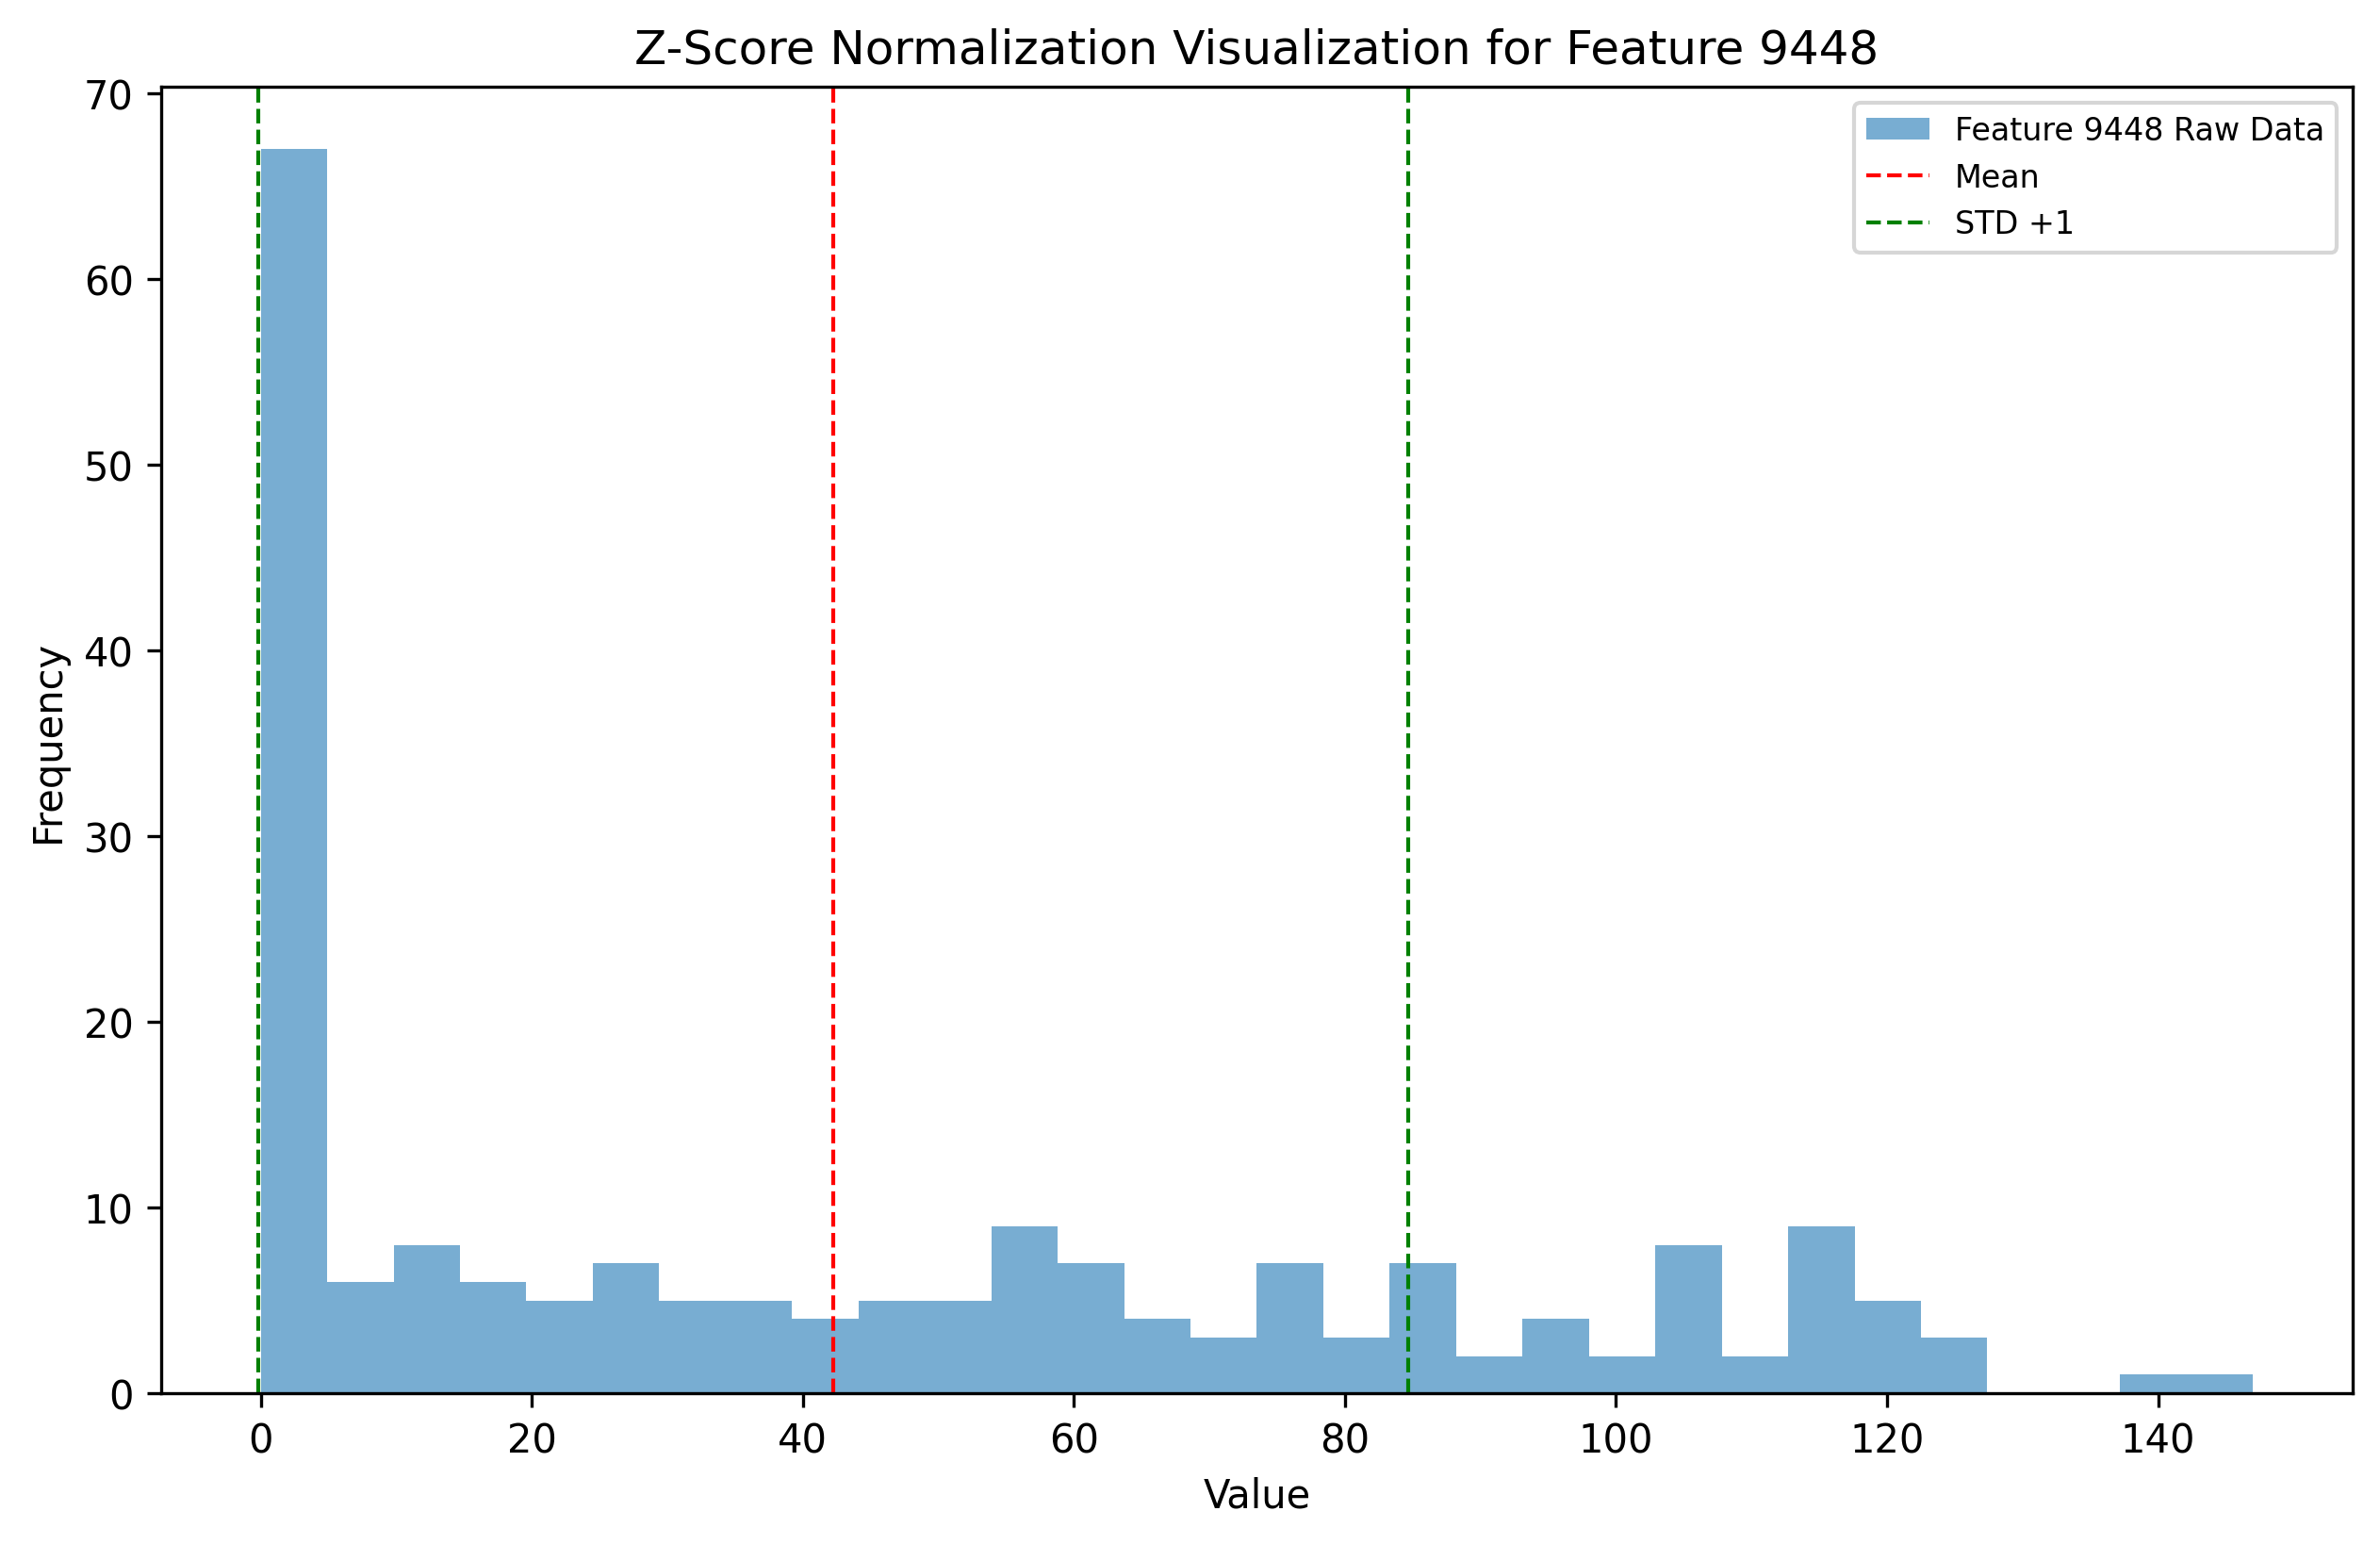 Z-Score Normalization Visualization for Feature 9448
70
60
50
40
30
20
10
0
Frequency
Feature 9448 Raw Data
Mean
STD +1
0 20 40 60 80 100 120 140
Value